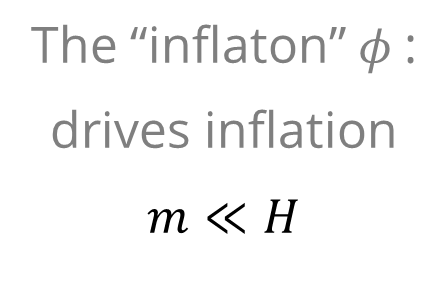 The “inflaton” 𝜙 :
drives inflation
𝑚 ≪ 𝐻